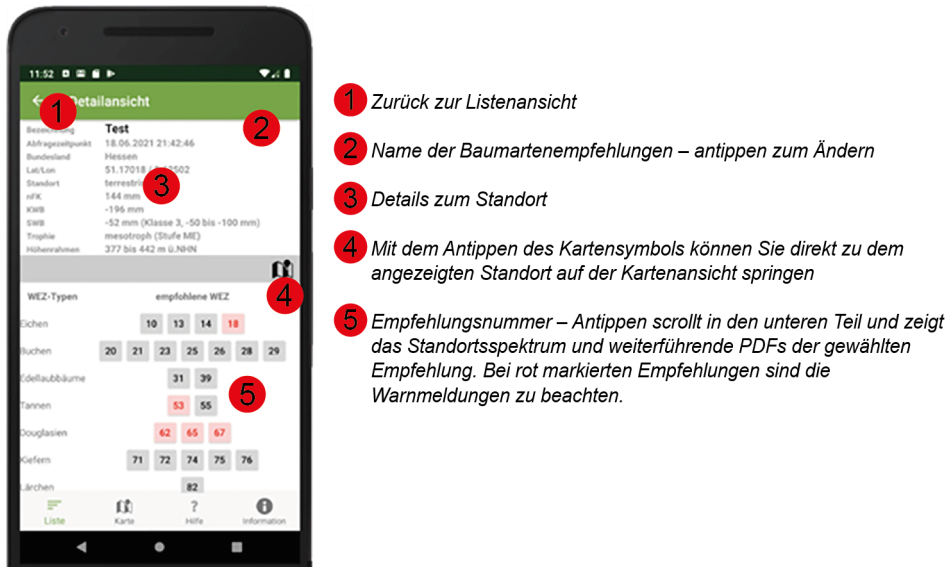 11:52
Detailansicht
1
Bezeichnung Test
2
Abfragezeitpunkt 18.06.2021 21:42:46
Bundesland Hessen
Lat/Lon 51.17018
Standort
3
nFK 144 mm
KWB -196 mm
SWB -52 mm (Klasse 3, -50 bis -100 mm)
Trophie mesotroph (Stufe ME)
Höhenrahmen 377 bis 442 m ü.NHN
4
WEZ-Typen empfohlene WEZ
Eichen 10 13 14 18
Buchen 20 21 23 25 26 28 29
Edellaubbäume 31 39
5
Tannen 53 55
Douglasien 62 65 67
Kiefern 71 72 74 75 76
Lärchen 82
Liste Karte ? Hilfe Information
1 Zurück zur Listenansicht
2 Name der Baumartenempfehlungen – antippen zum Ändern
3 Details zum Standort
4 Mit dem Antippen des Kartensymbols können Sie direkt zu dem
angezeigten Standort auf der Kartenansicht springen
5 Empfehlungsnummer – Antippen scrollt in den unteren Teil und zeigt
das Standortsspektrum und weiterführende PDFs der gewählten
Empfehlung. Bei rot markierten Empfehlungen sind die
Warnmeldungen zu beachten.